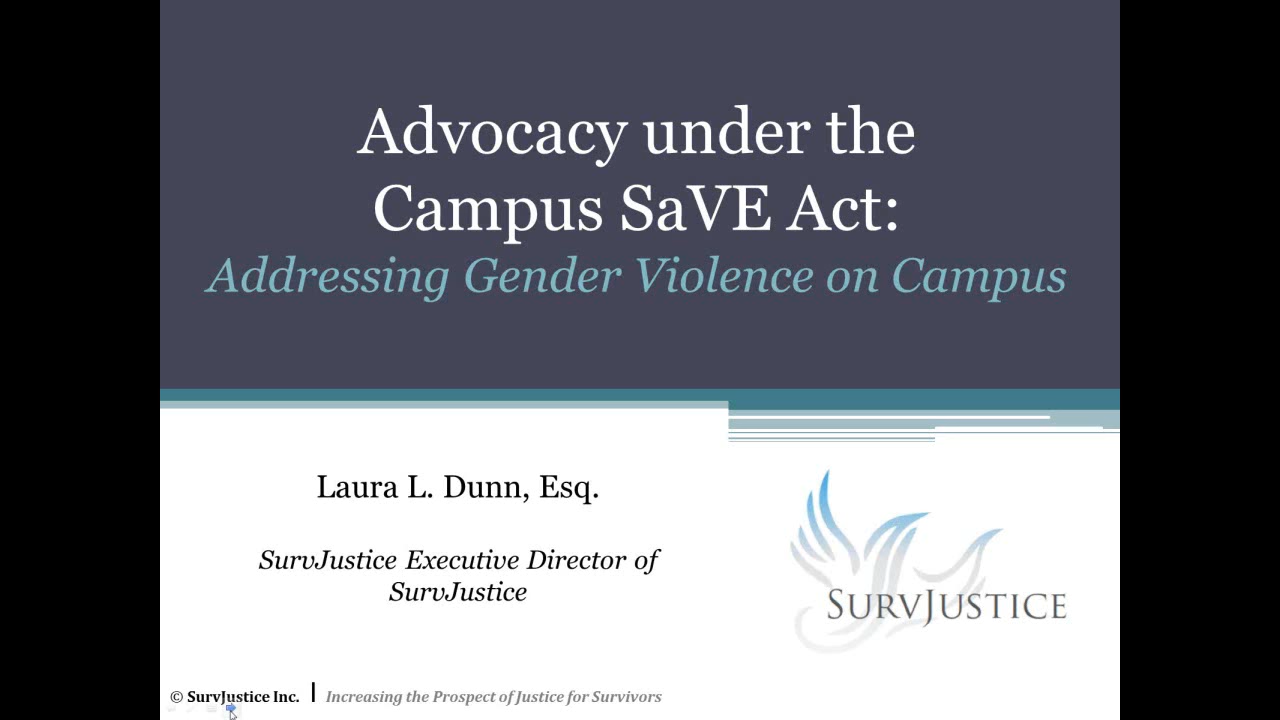 Advocacy under the
Campus SaVE Act:
Addressing Gender Violence on Campus
Laura L. Dunn, Esq.
SurvJustice Executive Director of
SurvJustice
SURVJUSTICE
© SurvJustice Inc. | Increasing the Prospect of Justice for Survivors